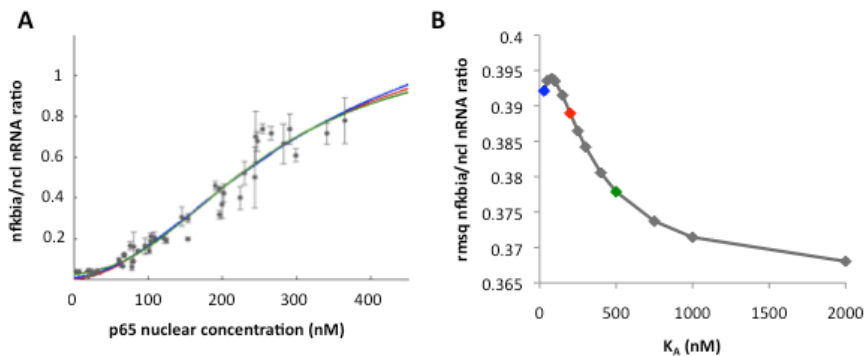 A
nfkbia/ncl nRNA ratio
1
0.8
0.6
0.4
0.2
0 100 200 300 400
p65 nuclear concentration (nM)
B
rmsq nfkbia/ncl nRNA ratio
0.4
0.395
0.39
0.385
0.38
0.375
0.37
0.365
0 500 1000 1500 2000
KA (nM)